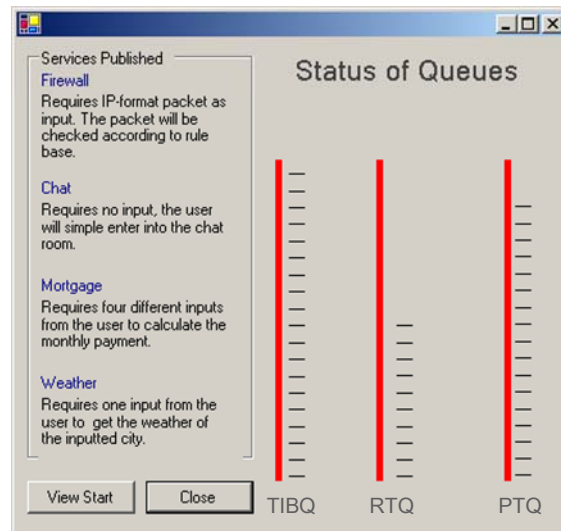 Services Published
Firewall
Requires IP-format packet as
input. The packet will be
checked according to rule
base.
Chat
Requires no input, the user
will simple enter into the chat
room.
Mortgage
Requires four different inputs
from the user to calculate the
monthly payment.
Weather
Requires one input from the
user to get the weather of
the inputted city.
View Start
Close
Status of Queues
TIBQ
RTQ
PTQ